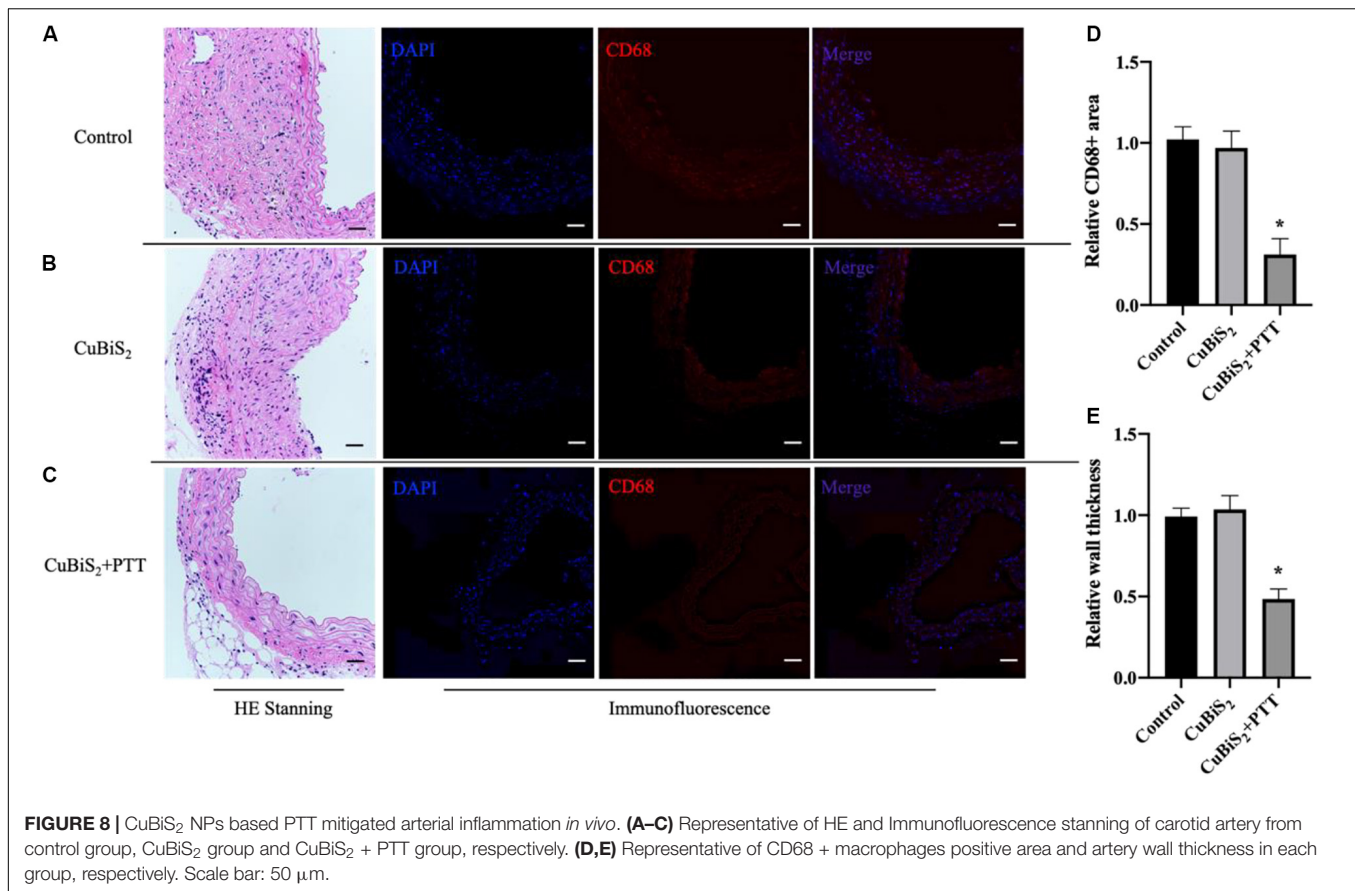 A
DAPI
CD68
Merge
Control
B
DAPI
CD68
Merge
CuBiS₂
C
DAPI
CD68
Merge
CuBiS₂+PTT
HE Stanning
Immunofluorescence
D
Relative CD68+ area
1.5
1.0
0.5
0.0
*
Control
CuBiS₂
CuBiS₂+PTT
E
Relative wall thickness
1.5
1.0
0.5
0.0
*
Control
CuBiS₂
CuBiS₂+PTT
FIGURE 8 | CuBiS₂ NPs based PTT mitigated arterial inflammation in vivo. (A–C) Representative of HE and Immunofluorescence stanning of carotid artery from
control group, CuBiS₂ group and CuBiS₂ + PTT group, respectively. (D,E) Representative of CD68 + macrophages positive area and artery wall thickness in each
group, respectively. Scale bar: 50 μm.